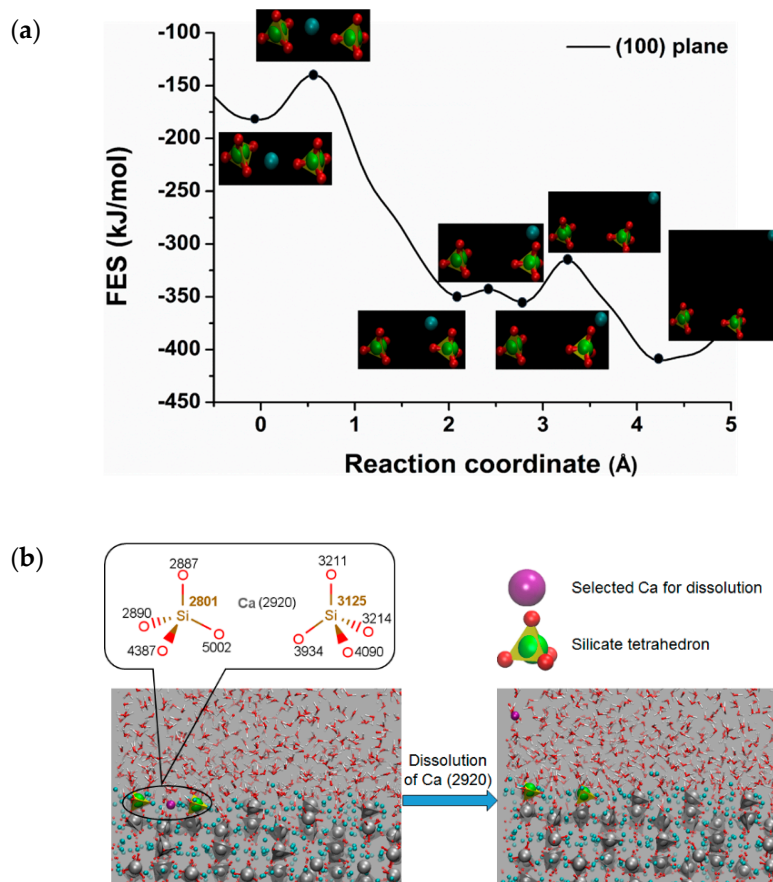 (a)
-100
-150
-200
-250
-300
-350
-400
-450
FES (kJ/mol)
(100) plane
0 1 2 3 4 5
Reaction coordinate (Å)
(b)
2887
2801
Si
2890
4387
5002
Ca (2920)
3211
3125
Si
3214
3934
4090
Selected Ca for dissolution
Silicate tetrahedron
Dissolution
of Ca (2920)